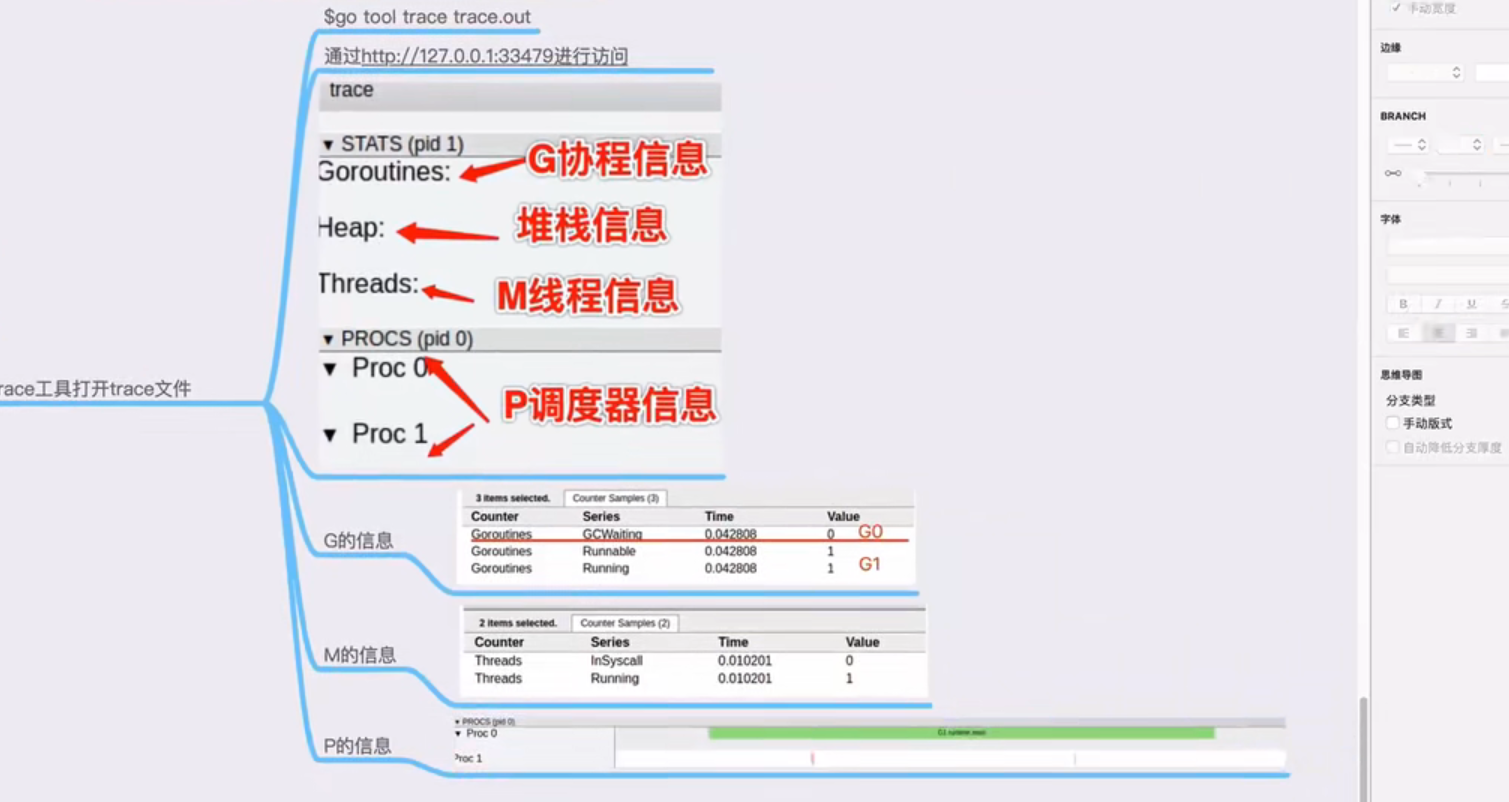 $go tool trace trace.out
通过http://127.0.0.1:33479进行访问
trace
▼ STATS (pid 1)
Goroutines:
G协程信息
Heap:
堆栈信息
Threads:
M线程信息
▼ PROCS (pid 0)
▼ Proc 0
P调度器信息
▼ Proc 1
race工具打开trace文件
G的信息
3 items selected. Counter Samples (3)
Counter Series Time Value
Goroutines GCWaiting 0.042808 0 G0
Goroutines Runnable 0.042808 1
Goroutines Running 0.042808 1 G1
M的信息
2 items selected. Counter Samples (2)
Counter Series Time Value
Threads InSyscall 0.010201 0
Threads Running 0.010201 1
P的信息
▼ PROCS (pid 0)
▼ Proc 0
Proc 1
手动宽度
边缘
BRANCH
字体
B I U S
思维导图
分支类型
手动版式
自动降低分支厚度